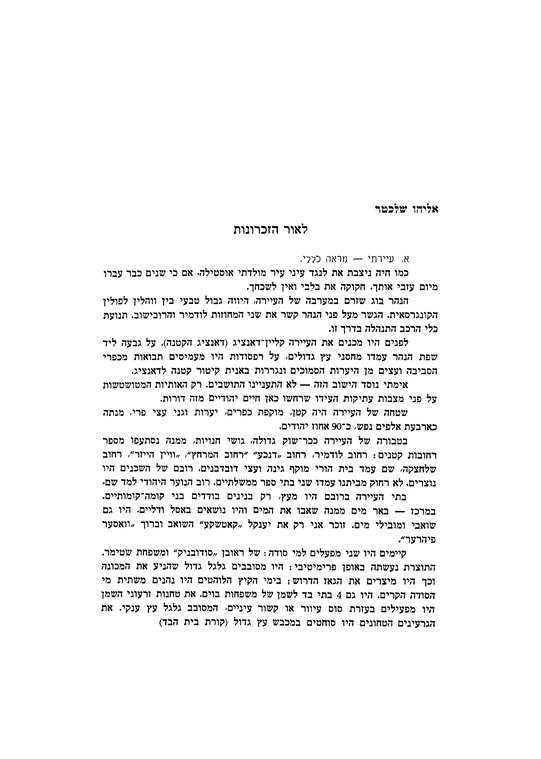 אליהו שלכטר
לאור הזכרונות
א. עיירתי — מראה כללי.
כמו חיה ניצבת את לנגד עיני עיר מולדתי אוסטילה. אם כי שנים כבר עברו
מיום עזבי אותך. חקוקה את בלבי ואין לשכחך.
הנהר בוג שזרם במערבה של העיירה, היווה גבול טבעי בין ווהלין לפולין
הקונגרסאית. הגשר מעל פני הנהר קשר את שני המחוזות לודמיר והרובישוב. תנועת
כלי הרכב התנהלה בדרך זו.
לפנים היו מכנים את העיירה קליין־דאנציג (דאנציג הקטנה). על גבעה ליד
שפת הנהר עמדו מחסני עץ גדולים, על רפסודות היו מעמיסים תבואות מכפרי
הסביבה ועצים מן היערות הסמוכים ונגררות באנית קיטור קטנה לדאנציג.
אימתי נוסד הישוב הזה — לא התעניינו התושבים. רק האותיות המטושטשות
על פני מצבות עתיקות העידו שרחשו כאן חיים יהודיים מזה דורות.
שטחה של העיירה היה קטן, מוקפת כפרים, יערות וגני עצי פרי, מנתה
כארבעת אלפים נפש, כ־90 אחוז יהודים.
בטבורה של העיירה ככר־שוק גדולה, גושי חנויות, ממנה נסתעפו מספר
רחובות קטנים: רחוב לודמיר, רחוב „דנכע” „רחוב המרחץ”, „וויין הייזר”, רחוב
שלחצקה, שם עמד בית הורי מוקף גינה ועצי דובדבנים. רובם של השכנים היו
נוצרים. לא רחוק מביתנו עמדו שני בתי ספר ממשלתיים. רוב הנוער היהודי למד שם.
בתי העיירה ברובם היו מעץ, רק בנינים בודדים בני קומה־קומותיים.
במרכז — באר מים ממנה שאבו את המים והיו נושאים באסל ודליים. היו גם
שואבי ומובילי מים. זוכר אני רק את יענקל „קאטשקע” השואב וברוך „וואסער
פיהרער”.
קיימים היו שני מפעלים למי סודה: של ראובן „סודובניק” ומשפחת שטימר.
התוצרת נעשתה באופן פרימיטיבי: היו מסובבים גלגל גדול שהניע את המכונה
וכך היו מיצרים את הגאז הדרוש; בימי הקיץ הלוהטים היו נהנים משתית מי
הסודה הקרים. היו גם 4 בתי בד לשמן של משפחות בוים. את טחנות זרעוני השמן
היו מפעילים בעזרת סוס עיוור או קשור עיניים, המסובב גלגל עץ ענקי. את
הגרעינים הטחונים היו סוחטים במכבש עץ גדול (קורת בית הבד)